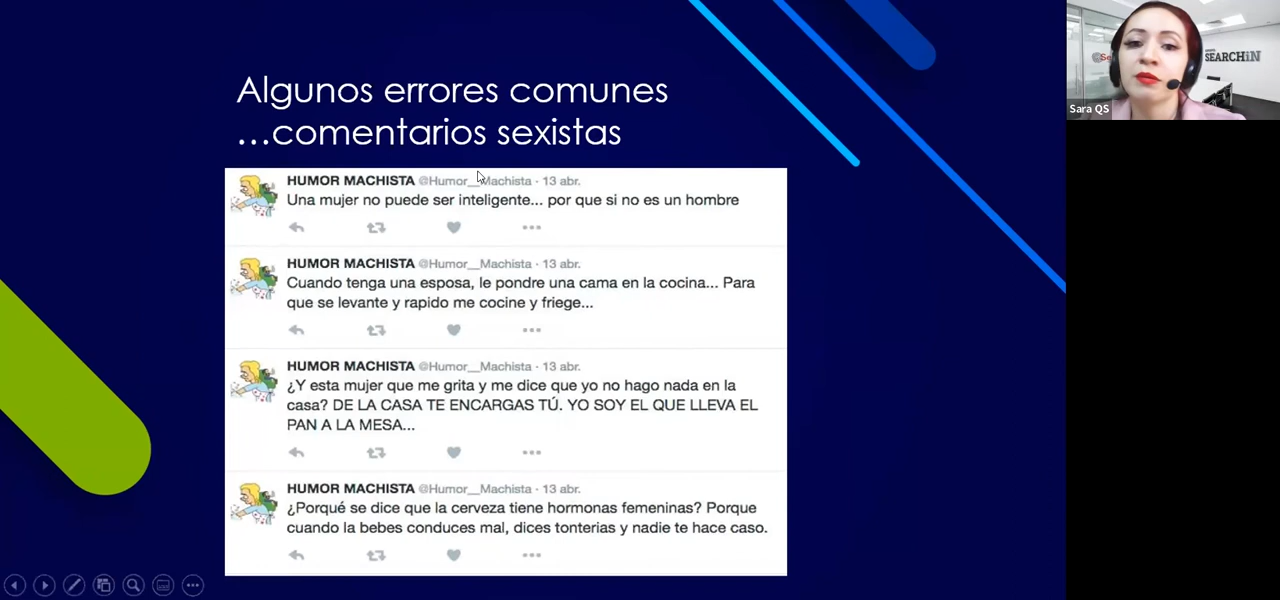 Algunos errores comunes
...comentarios sexistas
HUMOR MACHISTA @Humor__Machista · 13 abr.
Una mujer no puede ser inteligente... por que si no es un hombre
HUMOR MACHISTA @Humor__Machista · 13 abr.
Cuando tenga una esposa, le pondre una cama en la cocina... Para
que se levante y rapido me cocine y friege...
HUMOR MACHISTA @Humor__Machista · 13 abr.
¿Y esta mujer que me grita y me dice que yo no hago nada en la
casa? DE LA CASA TE ENCARGAS TÚ. YO SOY EL QUE LLEVA EL
PAN A LA MESA...
HUMOR MACHISTA @Humor__Machista · 13 abr.
¿Porqué se dice que la cerveza tiene hormonas femeninas? Porque
cuando la bebes conduces mal, dices tonterias y nadie te hace caso.
SEARCHiN
Sara QS